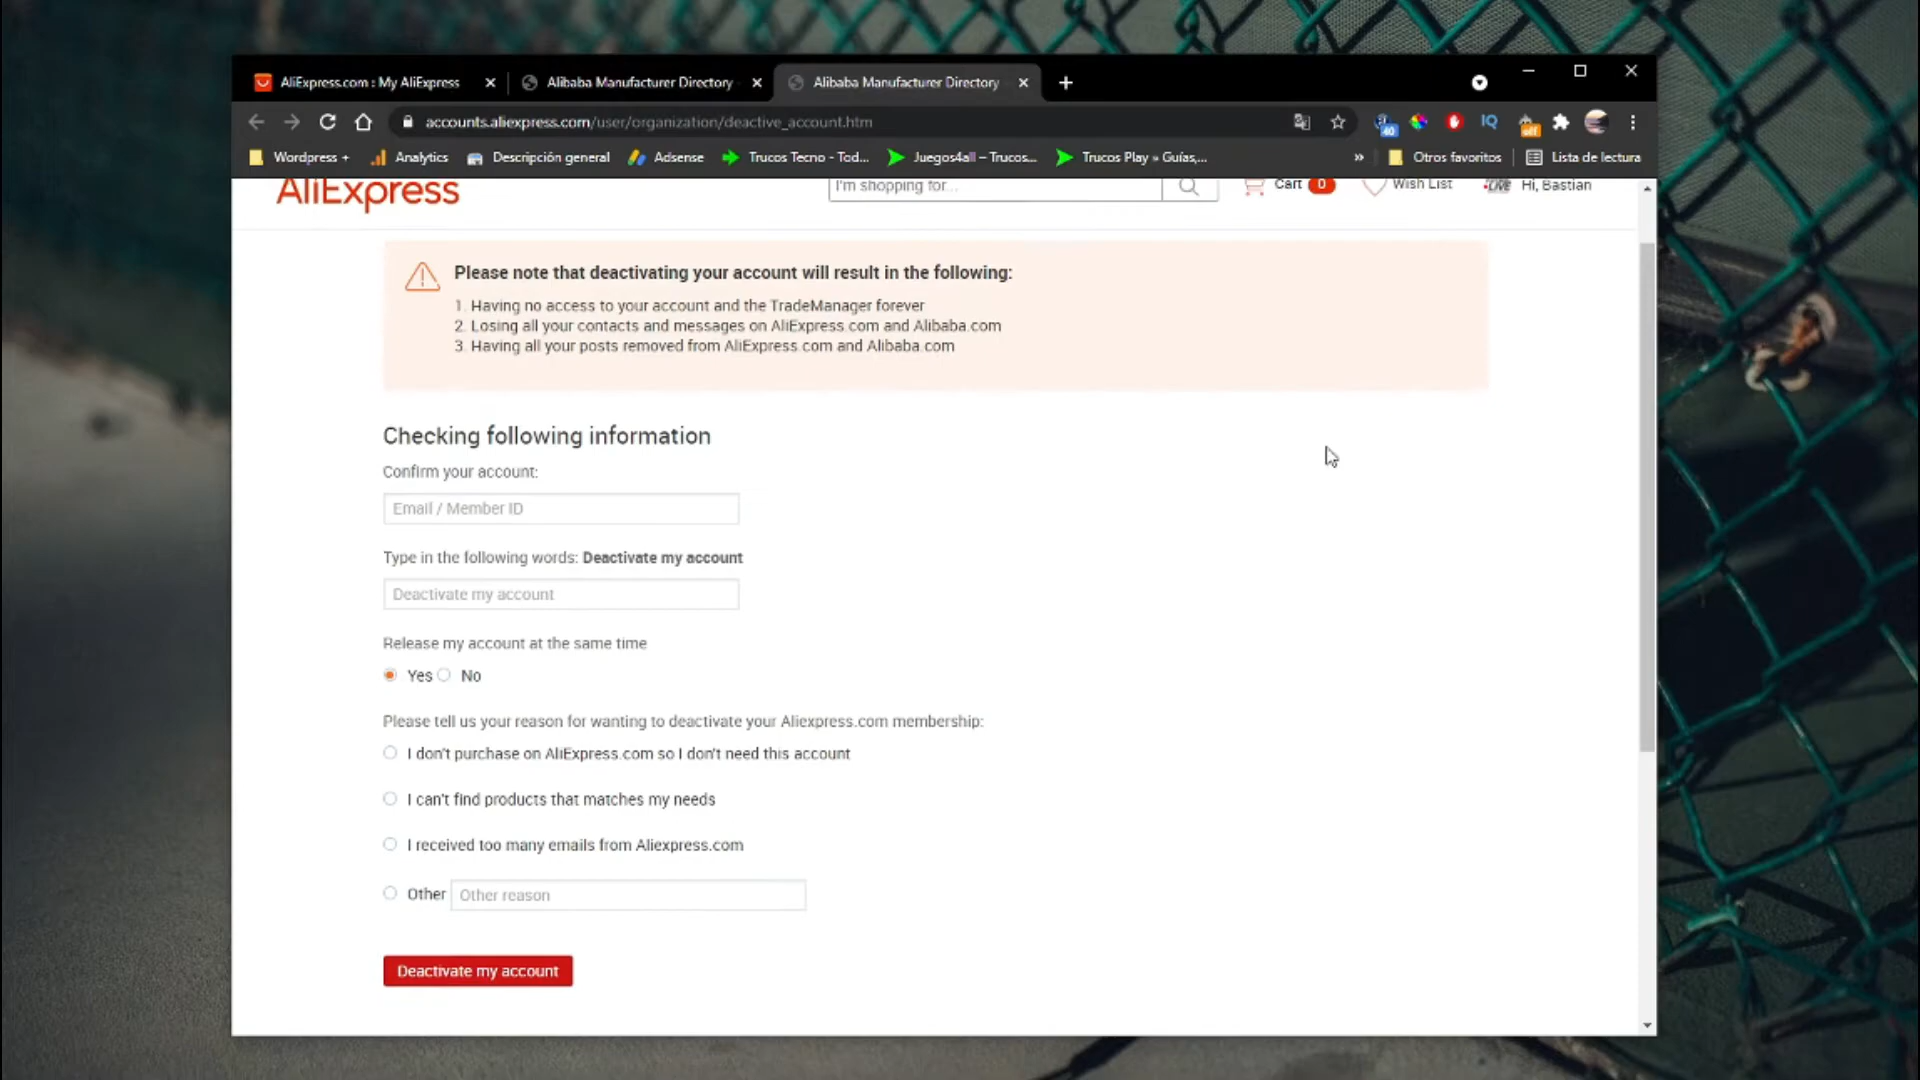 AliExpress.com : My AliExpress
Alibaba Manufacturer Directory
Alibaba Manufacturer Directory
accounts.aliexpress.com/user/organization/deactive_account.htm
40
IQ
off
Wordpress +
Analytics
Descripción general
Adsense
Trucos Tecno - Tod...
Juegos4all – Trucos...
Trucos Play » Guías,...
»
Otros favoritos
Lista de lectura
AliExpress
I'm shopping for...
Cart 0
Wish List
LIVE
Hi, Bastian
Please note that deactivating your account will result in the following:
1. Having no access to your account and the TradeManager forever
2. Losing all your contacts and messages on AliExpress.com and Alibaba.com
3. Having all your posts removed from AliExpress.com and Alibaba.com
Checking following information
Confirm your account:
Email / Member ID
Type in the following words: Deactivate my account
Deactivate my account
Release my account at the same time
Yes No
Please tell us your reason for wanting to deactivate your Aliexpress.com membership:
I don't purchase on AliExpress.com so I don't need this account
I can't find products that matches my needs
I received too many emails from Aliexpress.com
Other Other reason
Deactivate my account